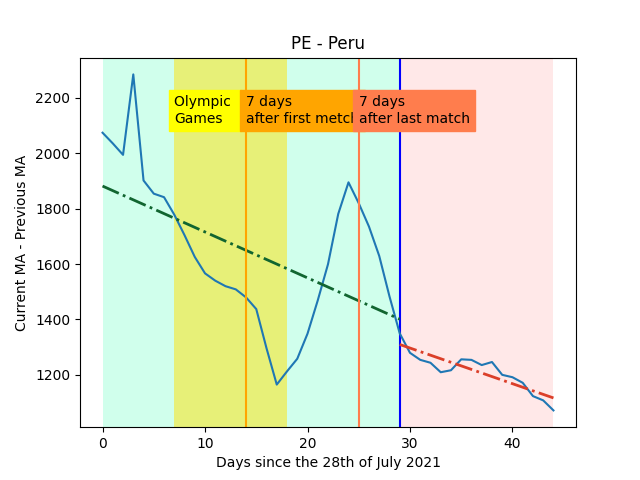 PE - Peru
Current MA - Previous MA
2200
2000
1800
1600
1400
1200
Olympic
Games
7 days
after first metch
7 days
after last match
0
10
20
30
40
Days since the 28th of July 2021